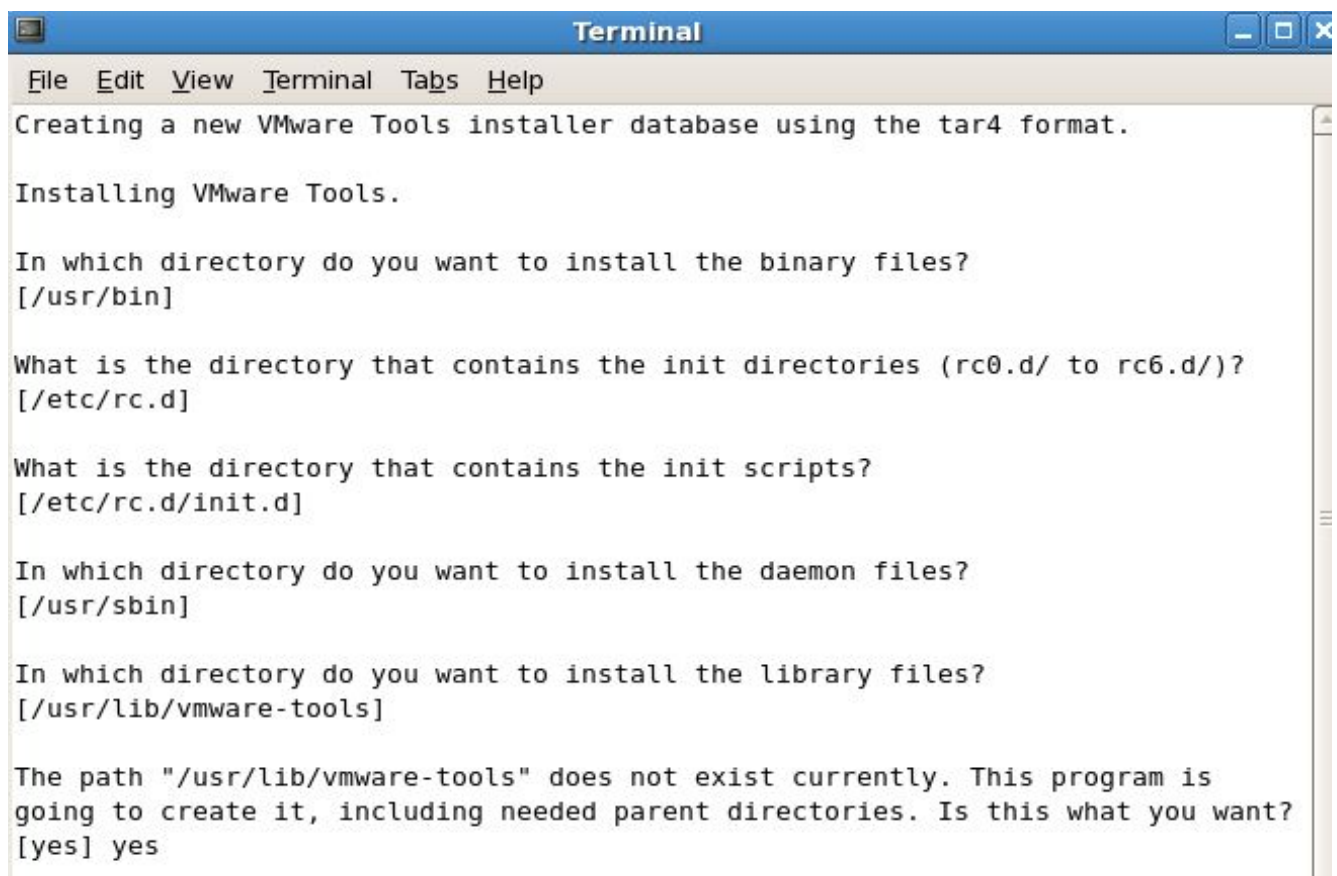 Terminal
File Edit View Terminal Tabs Help
Creating a new VMware Tools installer database using the tar4 format.
Installing VMware Tools.
In which directory do you want to install the binary files?
[/usr/bin]
What is the directory that contains the init directories (rc0.d/ to rc6.d/)?
[/etc/rc.d]
What is the directory that contains the init scripts?
[/etc/rc.d/init.d]
In which directory do you want to install the daemon files?
[/usr/sbin]
In which directory do you want to install the library files?
[/usr/lib/vmware-tools]
The path "/usr/lib/vmware-tools" does not exist currently. This program is
going to create it, including needed parent directories. Is this what you want?
[yes] yes